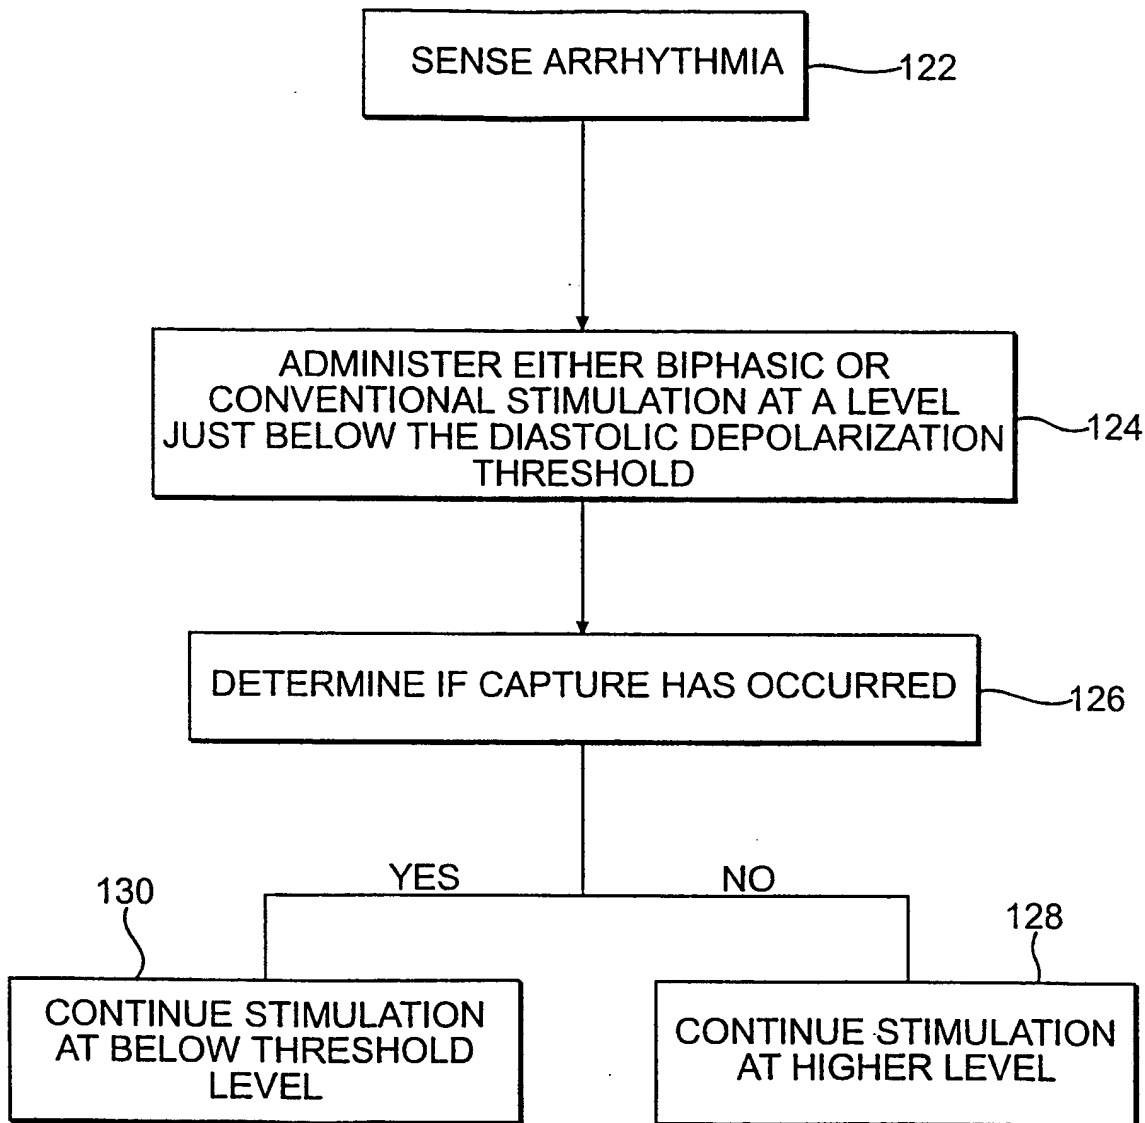 SENSE ARRHYTHMIA
122
ADMINISTER EITHER BIPHASIC OR
CONVENTIONAL STIMULATION AT A LEVEL
JUST BELOW THE DIASTOLIC DEPOLARIZATION
THRESHOLD
124
DETERMINE IF CAPTURE HAS OCCURRED
126
YES
NO
130
128
CONTINUE STIMULATION
AT BELOW THRESHOLD
LEVEL
CONTINUE STIMULATION
AT HIGHER LEVEL